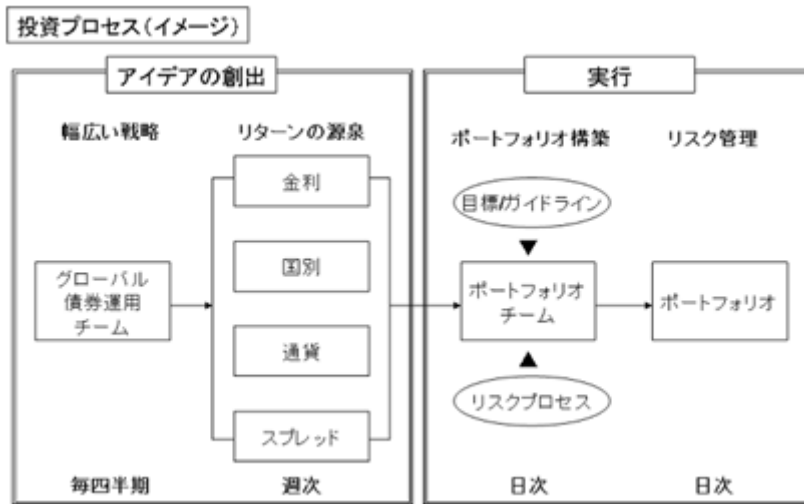 投資プロセス(イメージ)
アイデアの創出
実行
幅広い戦略
リターンの源泉
ポートフォリオ構築
リスク管理
金利
目標/ガイドライン
国別
グローバル
債券運用
チーム
ポートフォリオ
チーム
ポートフォリオ
通貨
リスクプロセス
スプレッド
毎四半期
週次
日次
日次